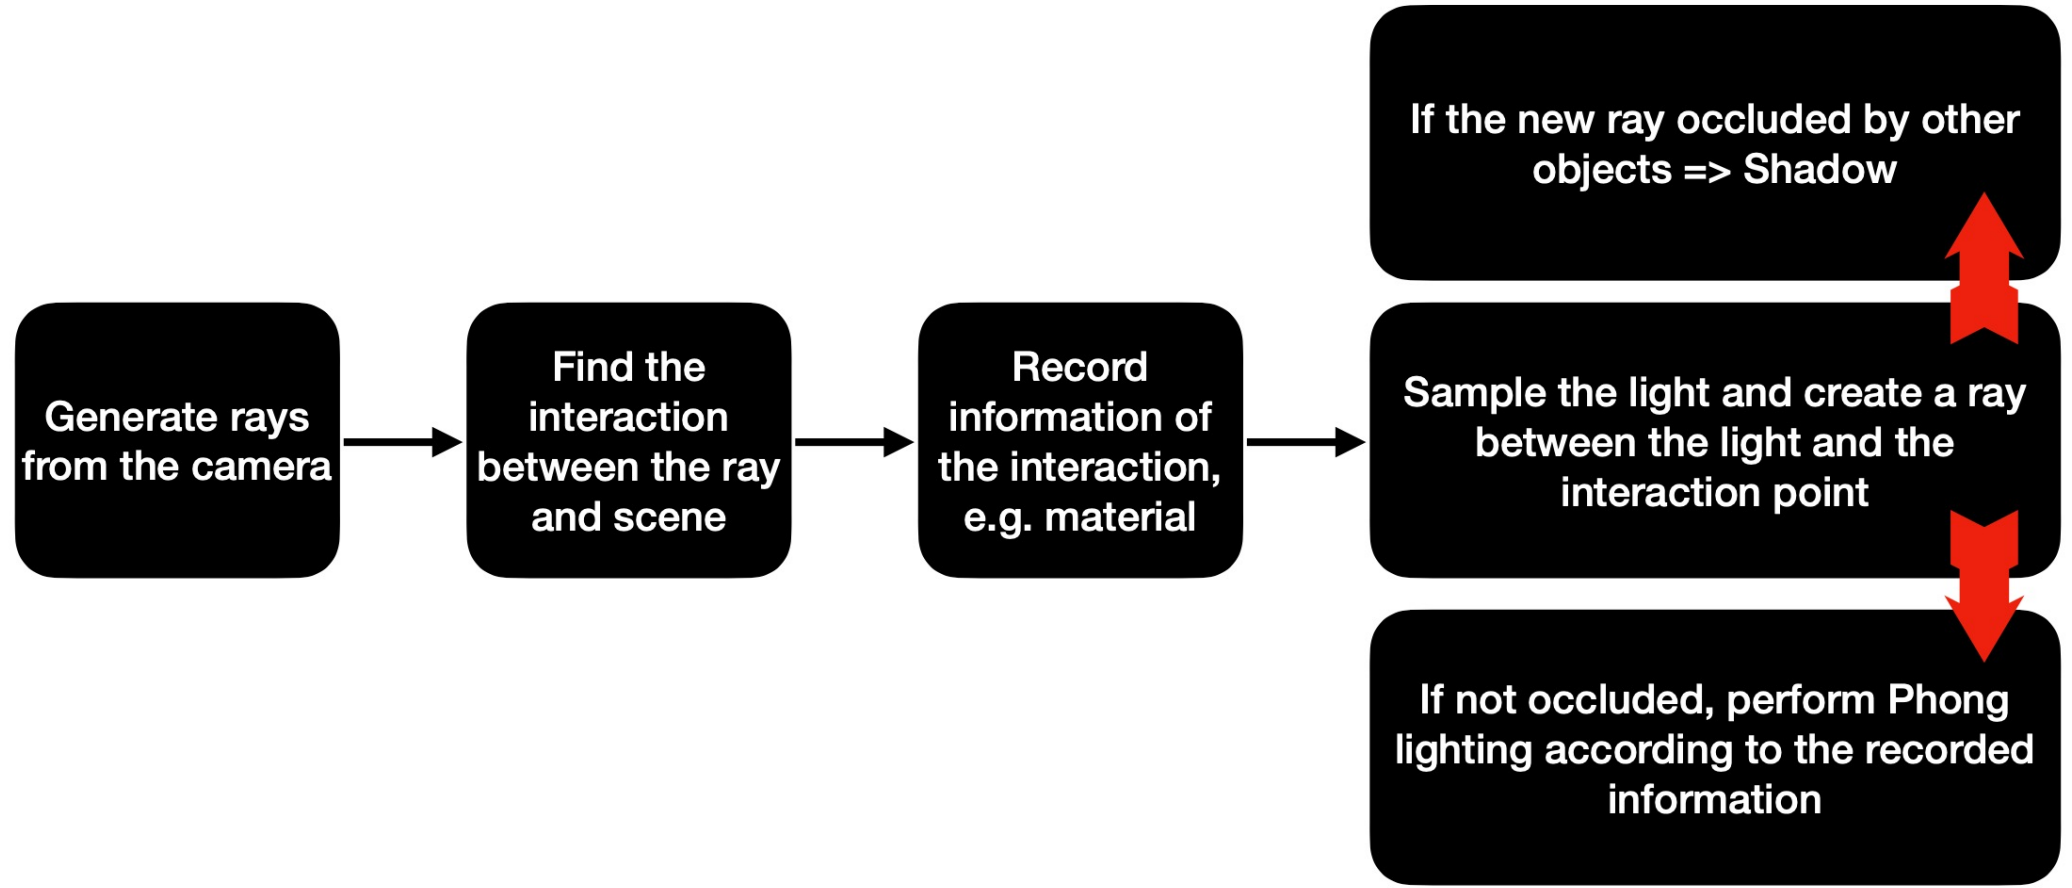 Generate rays
from the camera
Find the
interaction
between the ray
and scene
Record
information of
the interaction,
e.g. material
If the new ray occluded by other
objects => Shadow
Sample the light and create a ray
between the light and the
interaction point
If not occluded, perform Phong
lighting according to the recorded
information